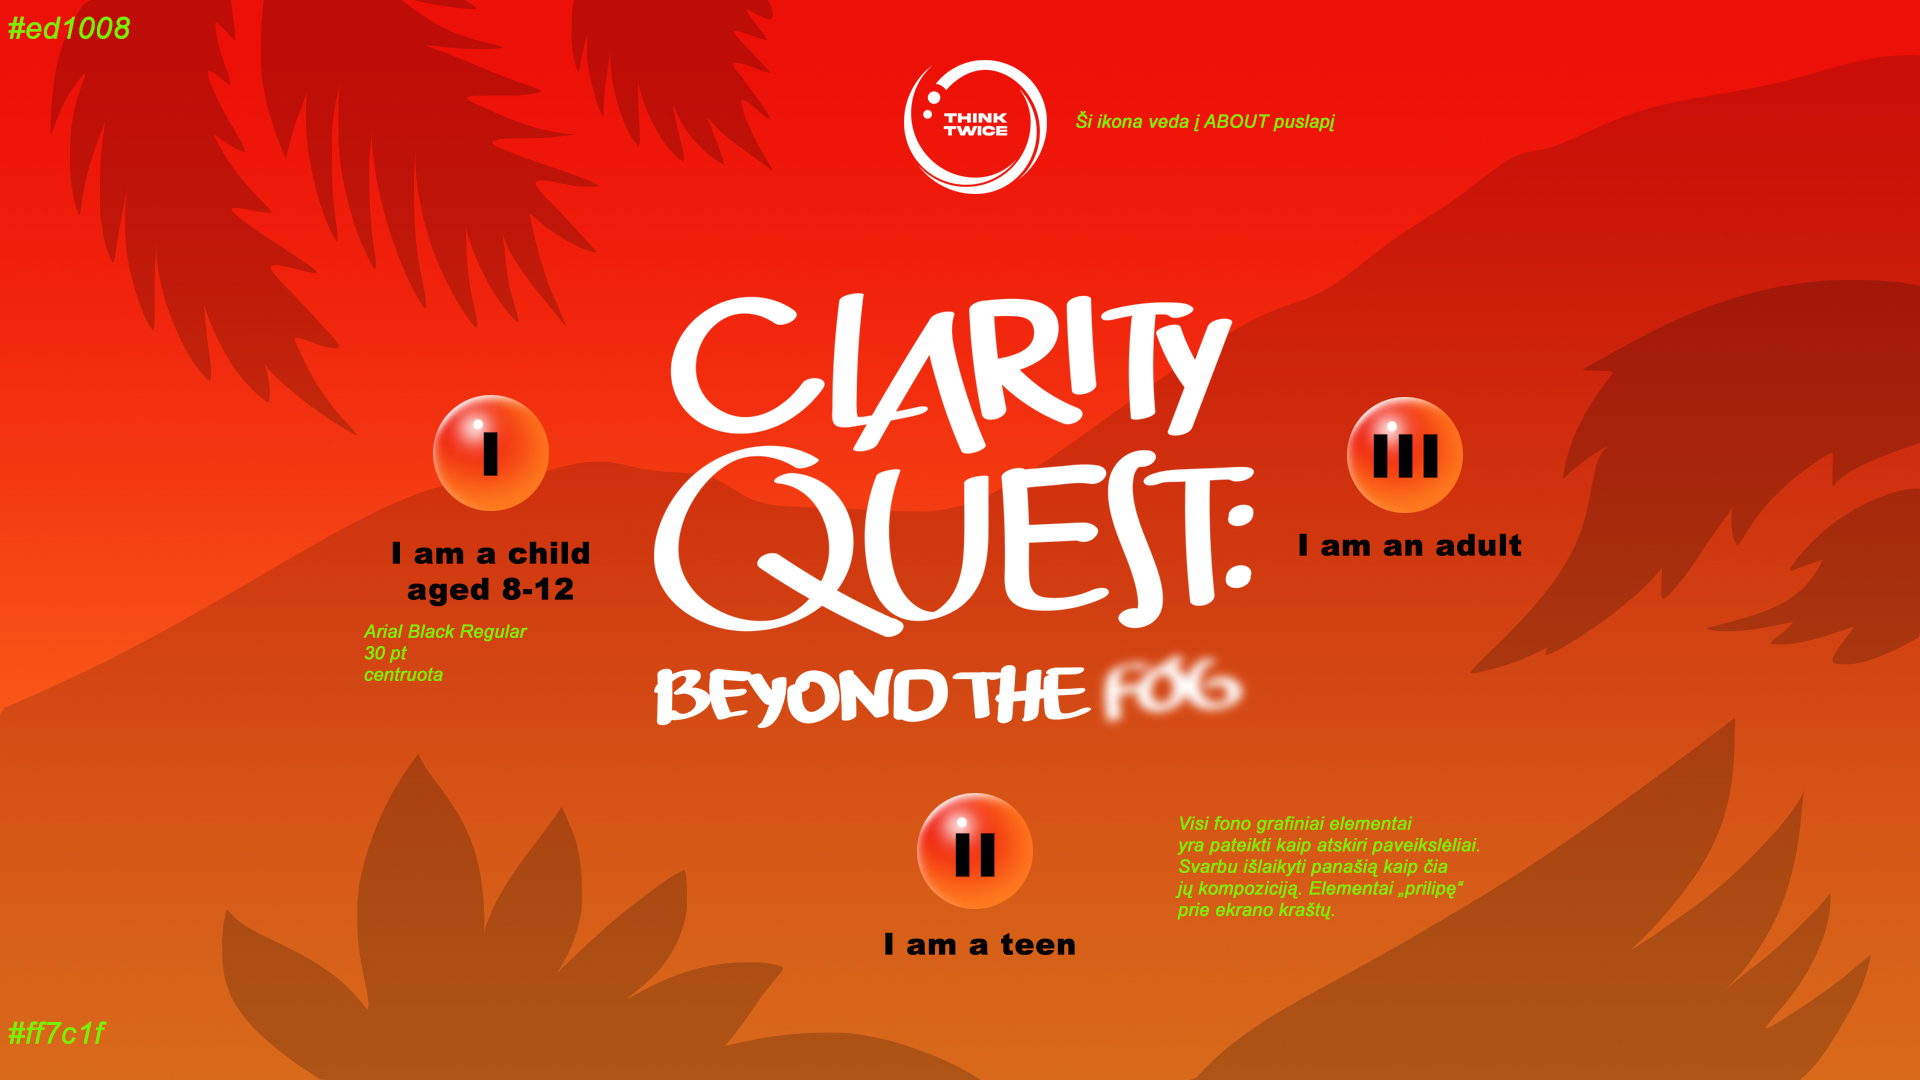 #ed1008
THINK
TWICE
Ši ikona veda į ABOUT puslapį
CLARITY
QUEST:
BEYOND THE FOG
I
I am a child
aged 8-12
Arial Black Regular
30 pt
centruota
III
I am an adult
II
I am a teen
Visi fono grafiniai elementai
yra pateikti kaip atskiri paveikslėliai.
Svarbu išlaikyti panašią kaip čia
jų kompoziciją. Elementai „prilipę“
prie ekrano kraštų.
#ff7c1f